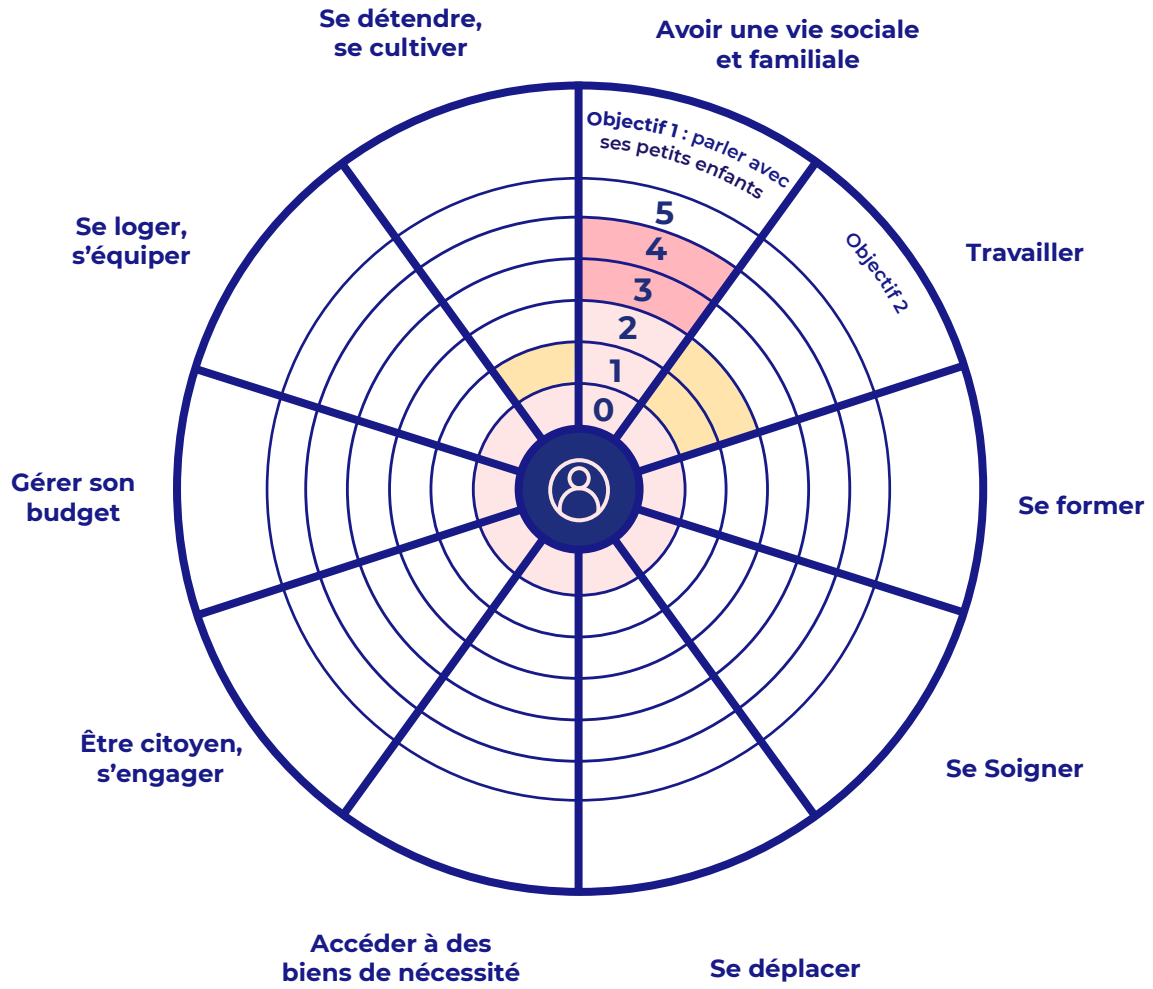 Se détendre,
se cultiver
Avoir une vie sociale
et familiale
Objectif 1 : parler avec
ses petits enfants
5
4
3
2
1
0
Objectif 2
Travailler
Se loger,
s’équiper
Gérer son
budget
Se former
Être citoyen,
s’engager
Se Soigner
Accéder à des
biens de nécessité
Se déplacer